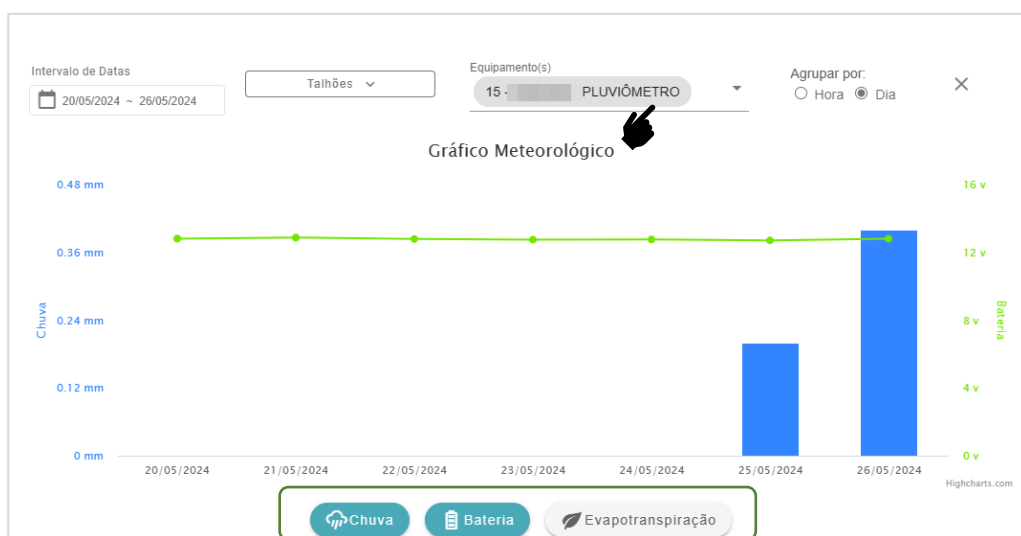 Intervalo de Datas
20/05/2024 ~ 26/05/2024
Talhões
Equipamento(s)
15 - PLUVIÔMETRO
Agrupar por:
Hora Dia
Gráfico Meteorológico
0.48 mm
0.36 mm
0.24 mm
0.12 mm
0 mm
Chuva
16 v
12 v
8 v
4 v
0 v
Bateria
20/05/2024 21/05/2024 22/05/2024 23/05/2024 24/05/2024 25/05/2024 26/05/2024
Highcharts.com
Chuva Bateria Evapotranspiração